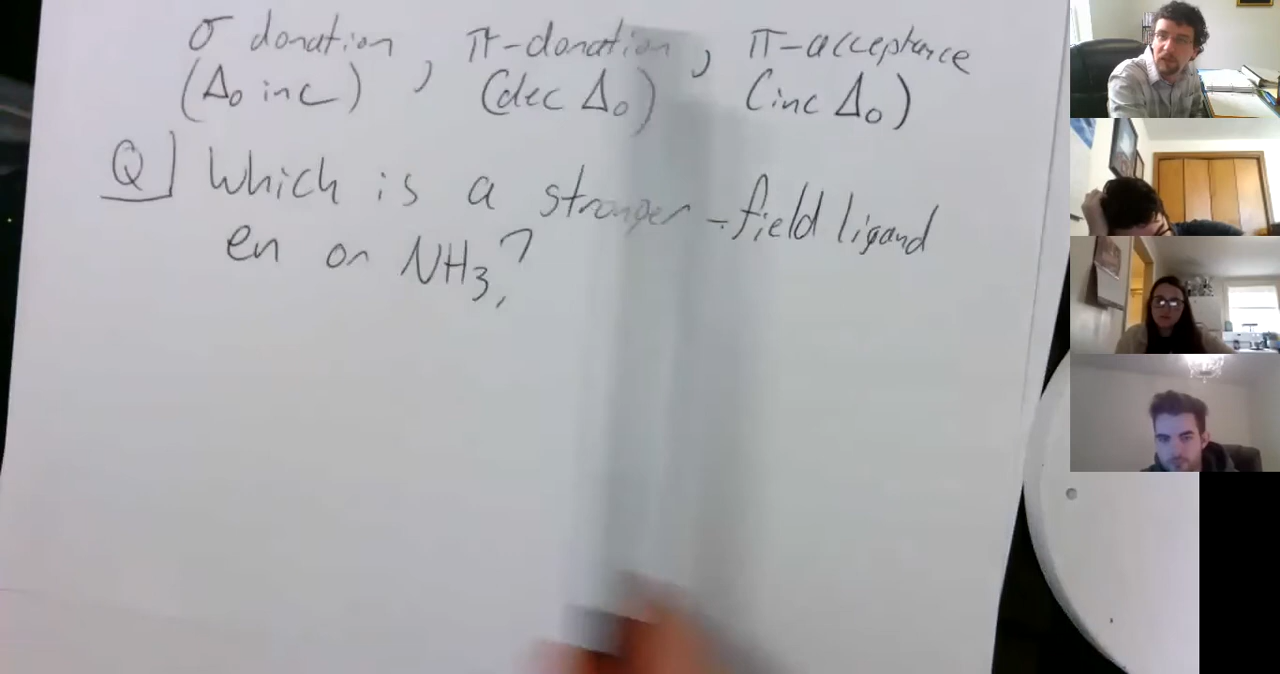 σ donation, π-donation, π-acceptance
(Δo inc) (dec Δo) (inc Δo)
Q] Which is a stronger-field ligand
en or NH3?